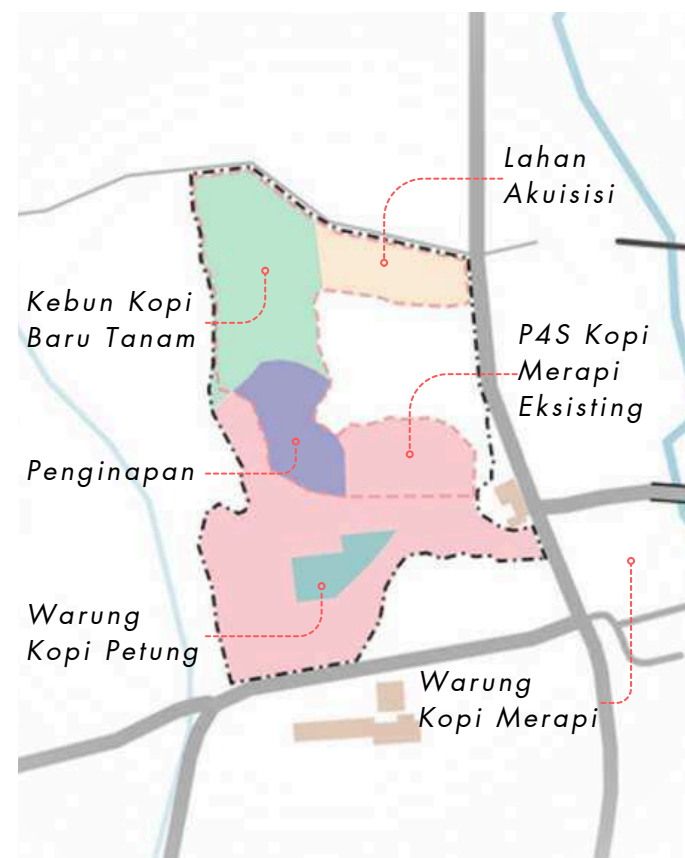 Lahan
Akuisisi
Kebun Kopi
Baru Tanam
P4S Kopi
Merapi
Eksisting
Penginapan
Warung
Kopi Petung
Warung
Kopi Merapi